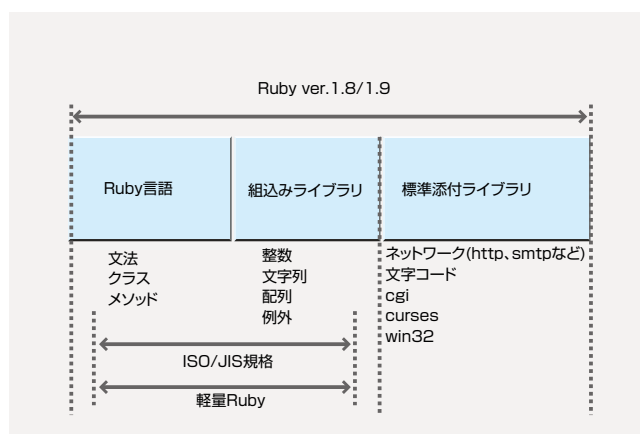 Ruby ver.1.8/1.9
Ruby言語
組込みライブラリ
標準添付ライブラリ
文法
クラス
メソッド
整数
文字列
配列
例外
ネットワーク(http、smtpなど)
文字コード
cgi
curses
win32
ISO/JIS規格
軽量Ruby